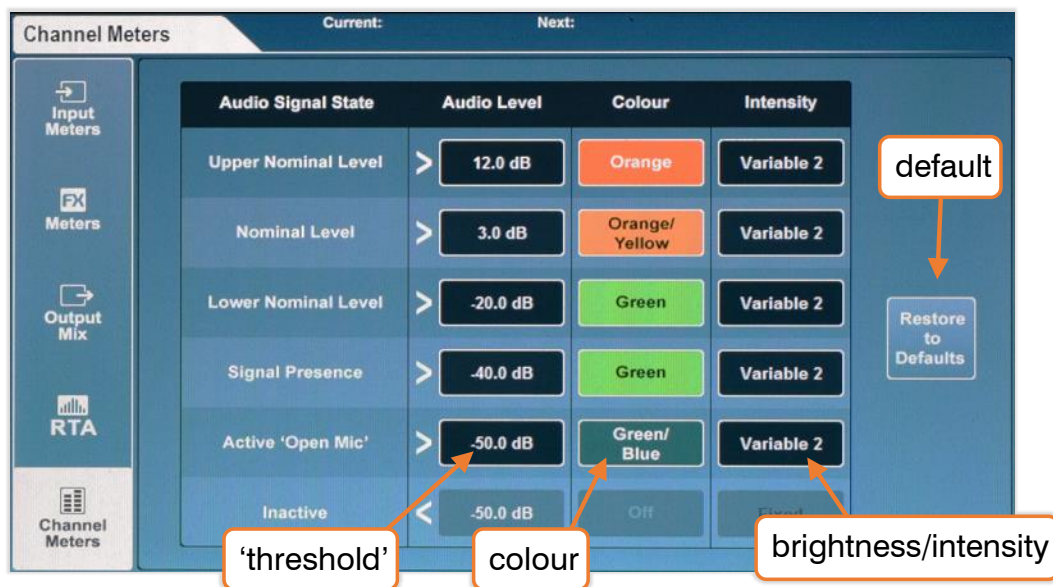 Channel Meters
Current:
Next:
Input
Meters
FX
Meters
Output
Mix
RTA
Channel
Meters
Audio Signal State Audio Level Colour Intensity
Upper Nominal Level > 12.0 dB Orange Variable 2
Nominal Level > 3.0 dB Orange/
Yellow Variable 2
Lower Nominal Level > -20.0 dB Green Variable 2
Signal Presence > -40.0 dB Green Variable 2
Active ‘Open Mic’ > -50.0 dB Green/
Blue Variable 2
Inactive < -50.0 dB Off Fixed
Restore
to
Defaults
default
‘threshold’
colour
brightness/intensity